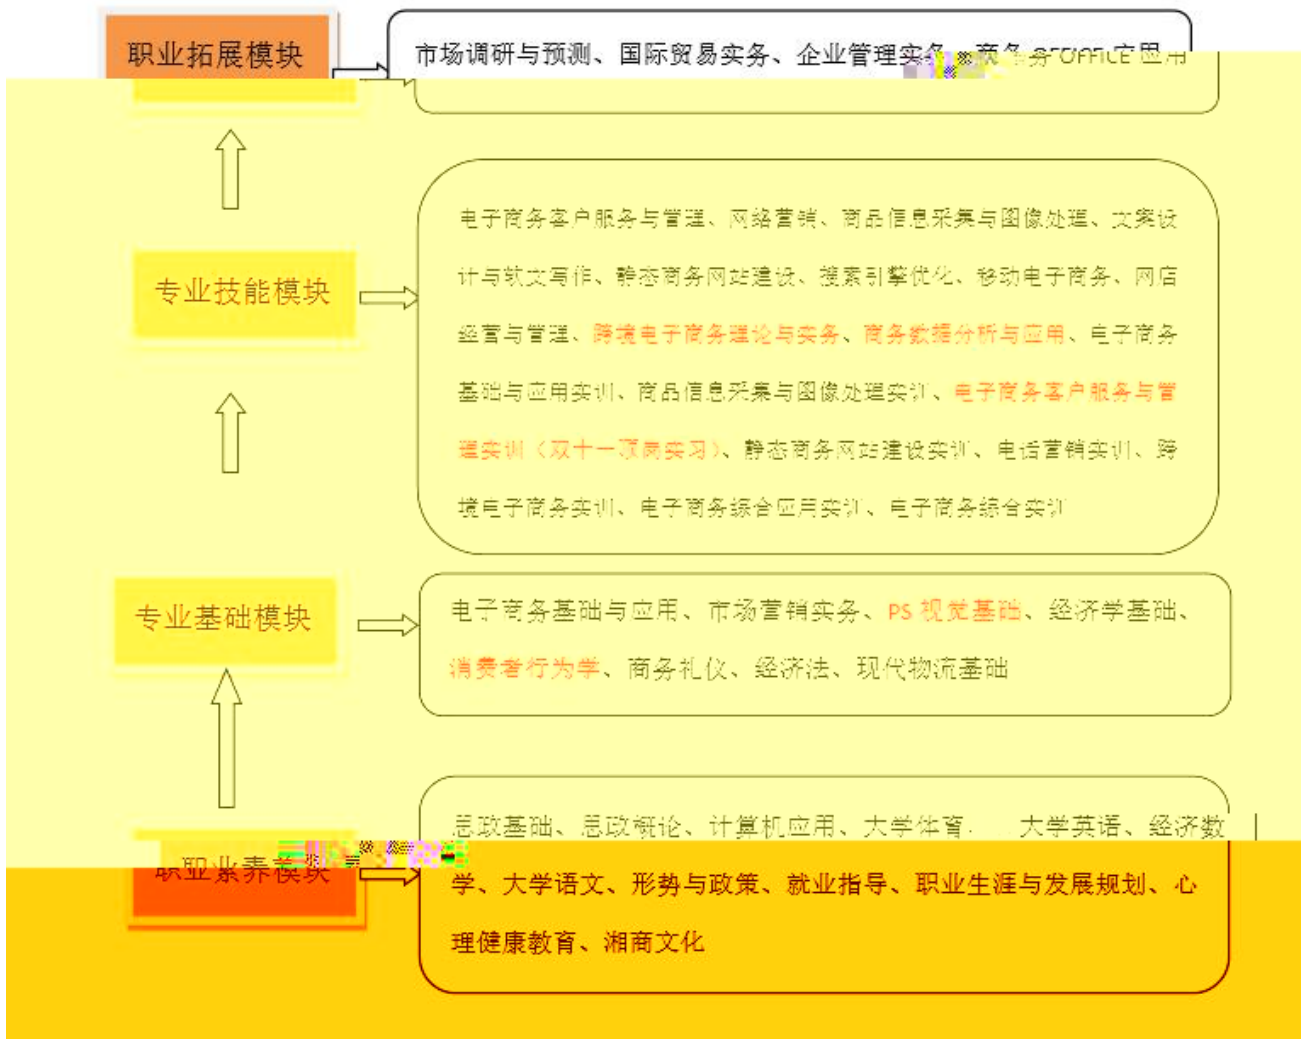 职业拓展模块
市场调研与预测、国际贸易实务、企业管理实务、商务 OFFICE 应用
专业技能模块
电子商务客户服务与管理、网络营销、商品信息采集与图像处理、文案设
计与软文写作、静态商务网站建设、搜索引擎优化、移动电子商务、网店
经营与管理、跨境电子商务理论与实务、商务数据分析与应用、电子商务
基础与应用实训、商品信息采集与图像处理实训、电子商务客户服务与管
理实训（双十一顶岗实习）、静态商务网站建设实训、电话营销实训、跨
境电子商务实训、电子商务综合应用实训、电子商务综合实训
专业基础模块
电子商务基础与应用、市场营销实务、PS 视觉基础、经济学基础、
消费者行为学、商务礼仪、经济法、现代物流基础
职业素养模块
思政基础、思政概论、计算机应用、大学体育、大学英语、经济数
学、大学语文、形势与政策、就业指导、职业生涯与发展规划、心
理健康教育、湘商文化